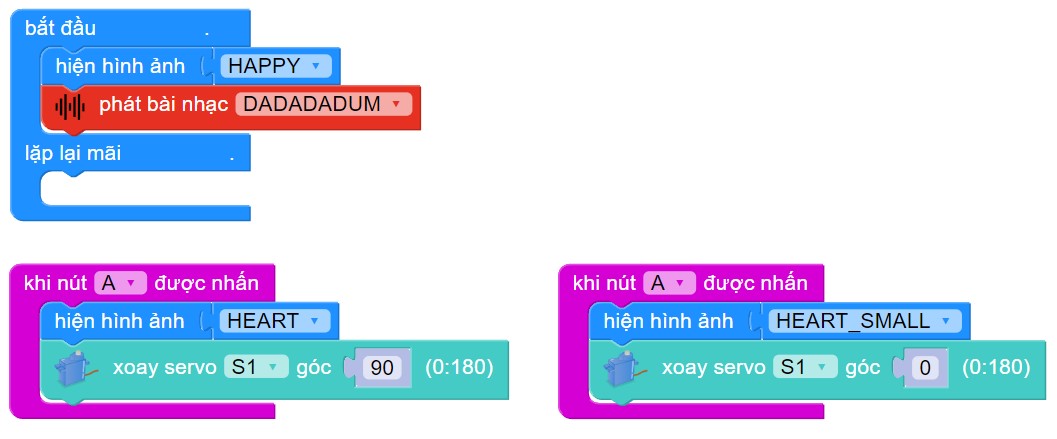 bắt đầu .
hiện hình ảnh HAPPY
phát bài nhạc DADADADUM
lặp lại mãi .
khi nút A được nhấn
hiện hình ảnh HEART
xoay servo S1 góc 90 (0:180)
khi nút A được nhấn
hiện hình ảnh HEART_SMALL
xoay servo S1 góc 0 (0:180)